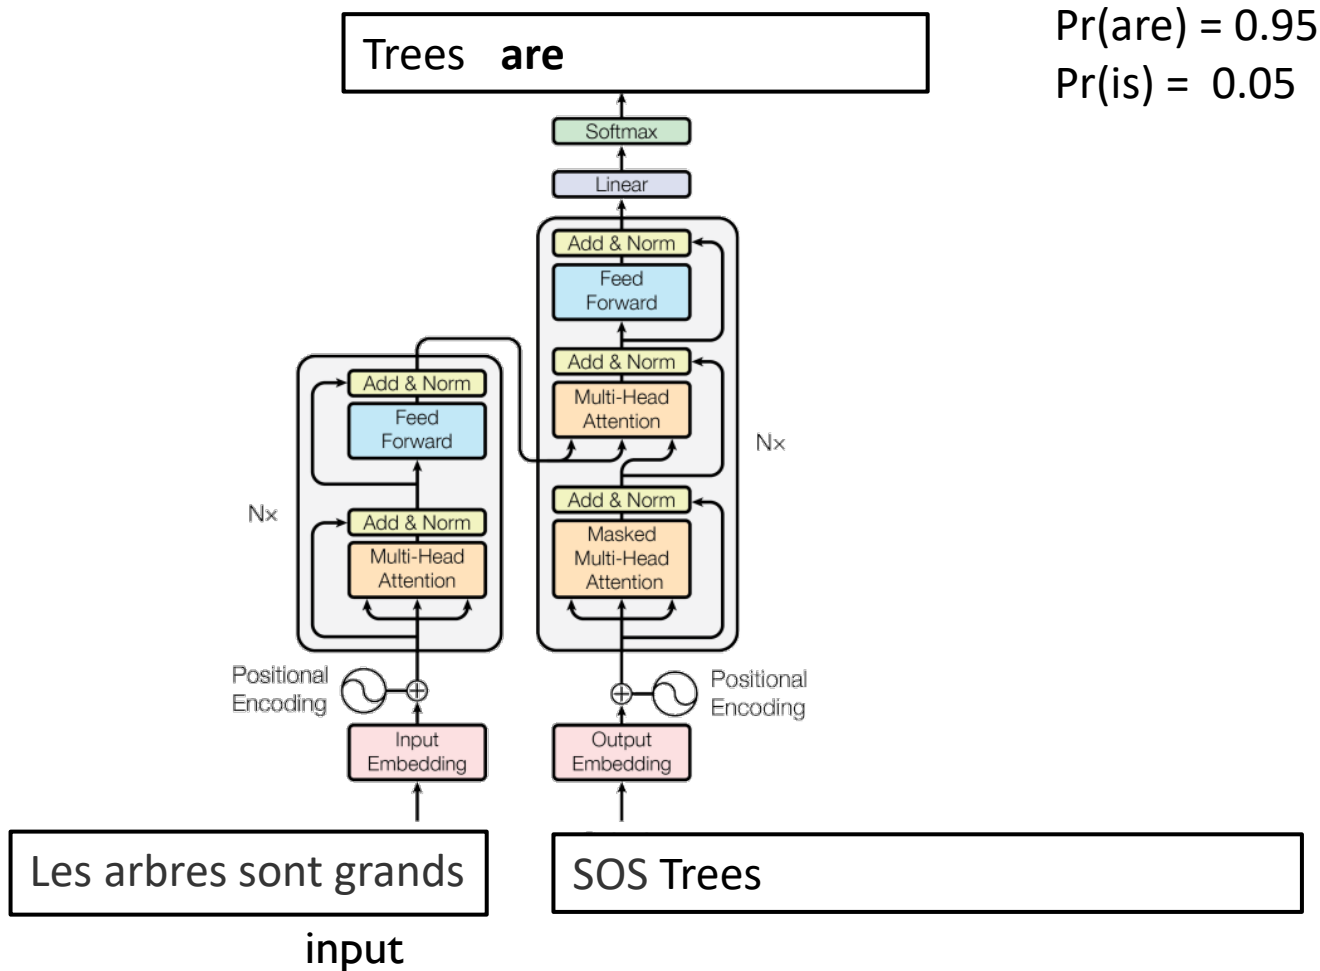 Trees are
Pr(are) = 0.95
Pr(is) = 0.05
Softmax
Linear
Add & Norm
Feed
Forward
Add & Norm
Multi-Head
Attention
Nx
Add & Norm
Masked
Multi-Head
Attention
Add & Norm
Feed
Forward
Nx
Add & Norm
Multi-Head
Attention
Positional
Encoding
Positional
Encoding
Input
Embedding
Output
Embedding
Les arbres sont grands
SOS Trees
input